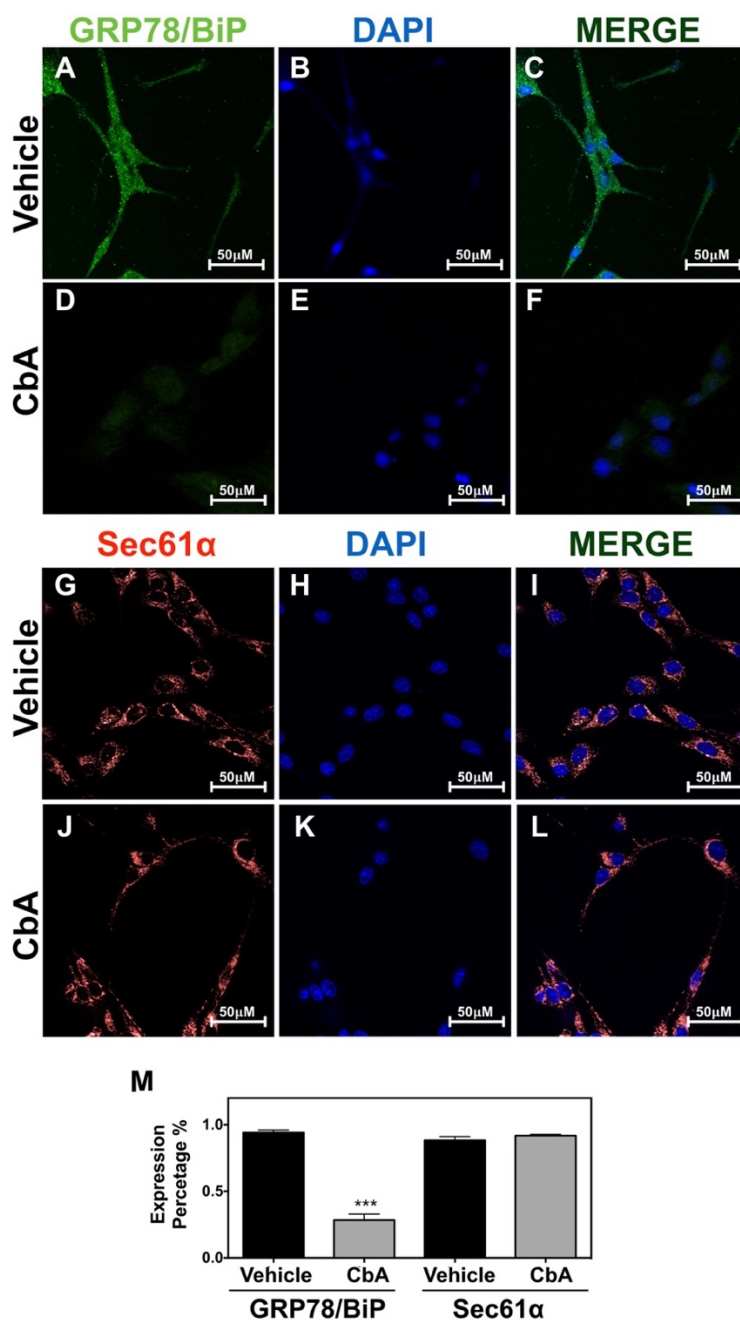 GRP78/BiP DAPI MERGE
Vehicle
A B C
50µM 50µM 50µM
CbA
D E F
50µM 50µM 50µM
Sec61α DAPI MERGE
Vehicle
G H I
50µM 50µM 50µM
CbA
J K L
50µM 50µM 50µM
M
Expression
Percetage %
1.0
0.5
0.0
***
Vehicle CbA Vehicle CbA
GRP78/BiP Sec61α